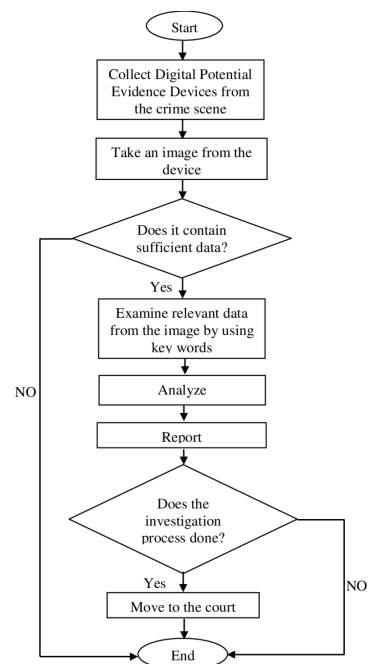 Start
Collect Digital Potential
Evidence Devices from
the crime scene
Take an image from the
device
Does it contain
sufficient data?
Yes
Examine relevant data
from the image by using
key words
NO
Analyze
Report
Does the
investigation
process done?
Yes
NO
Move to the court
End